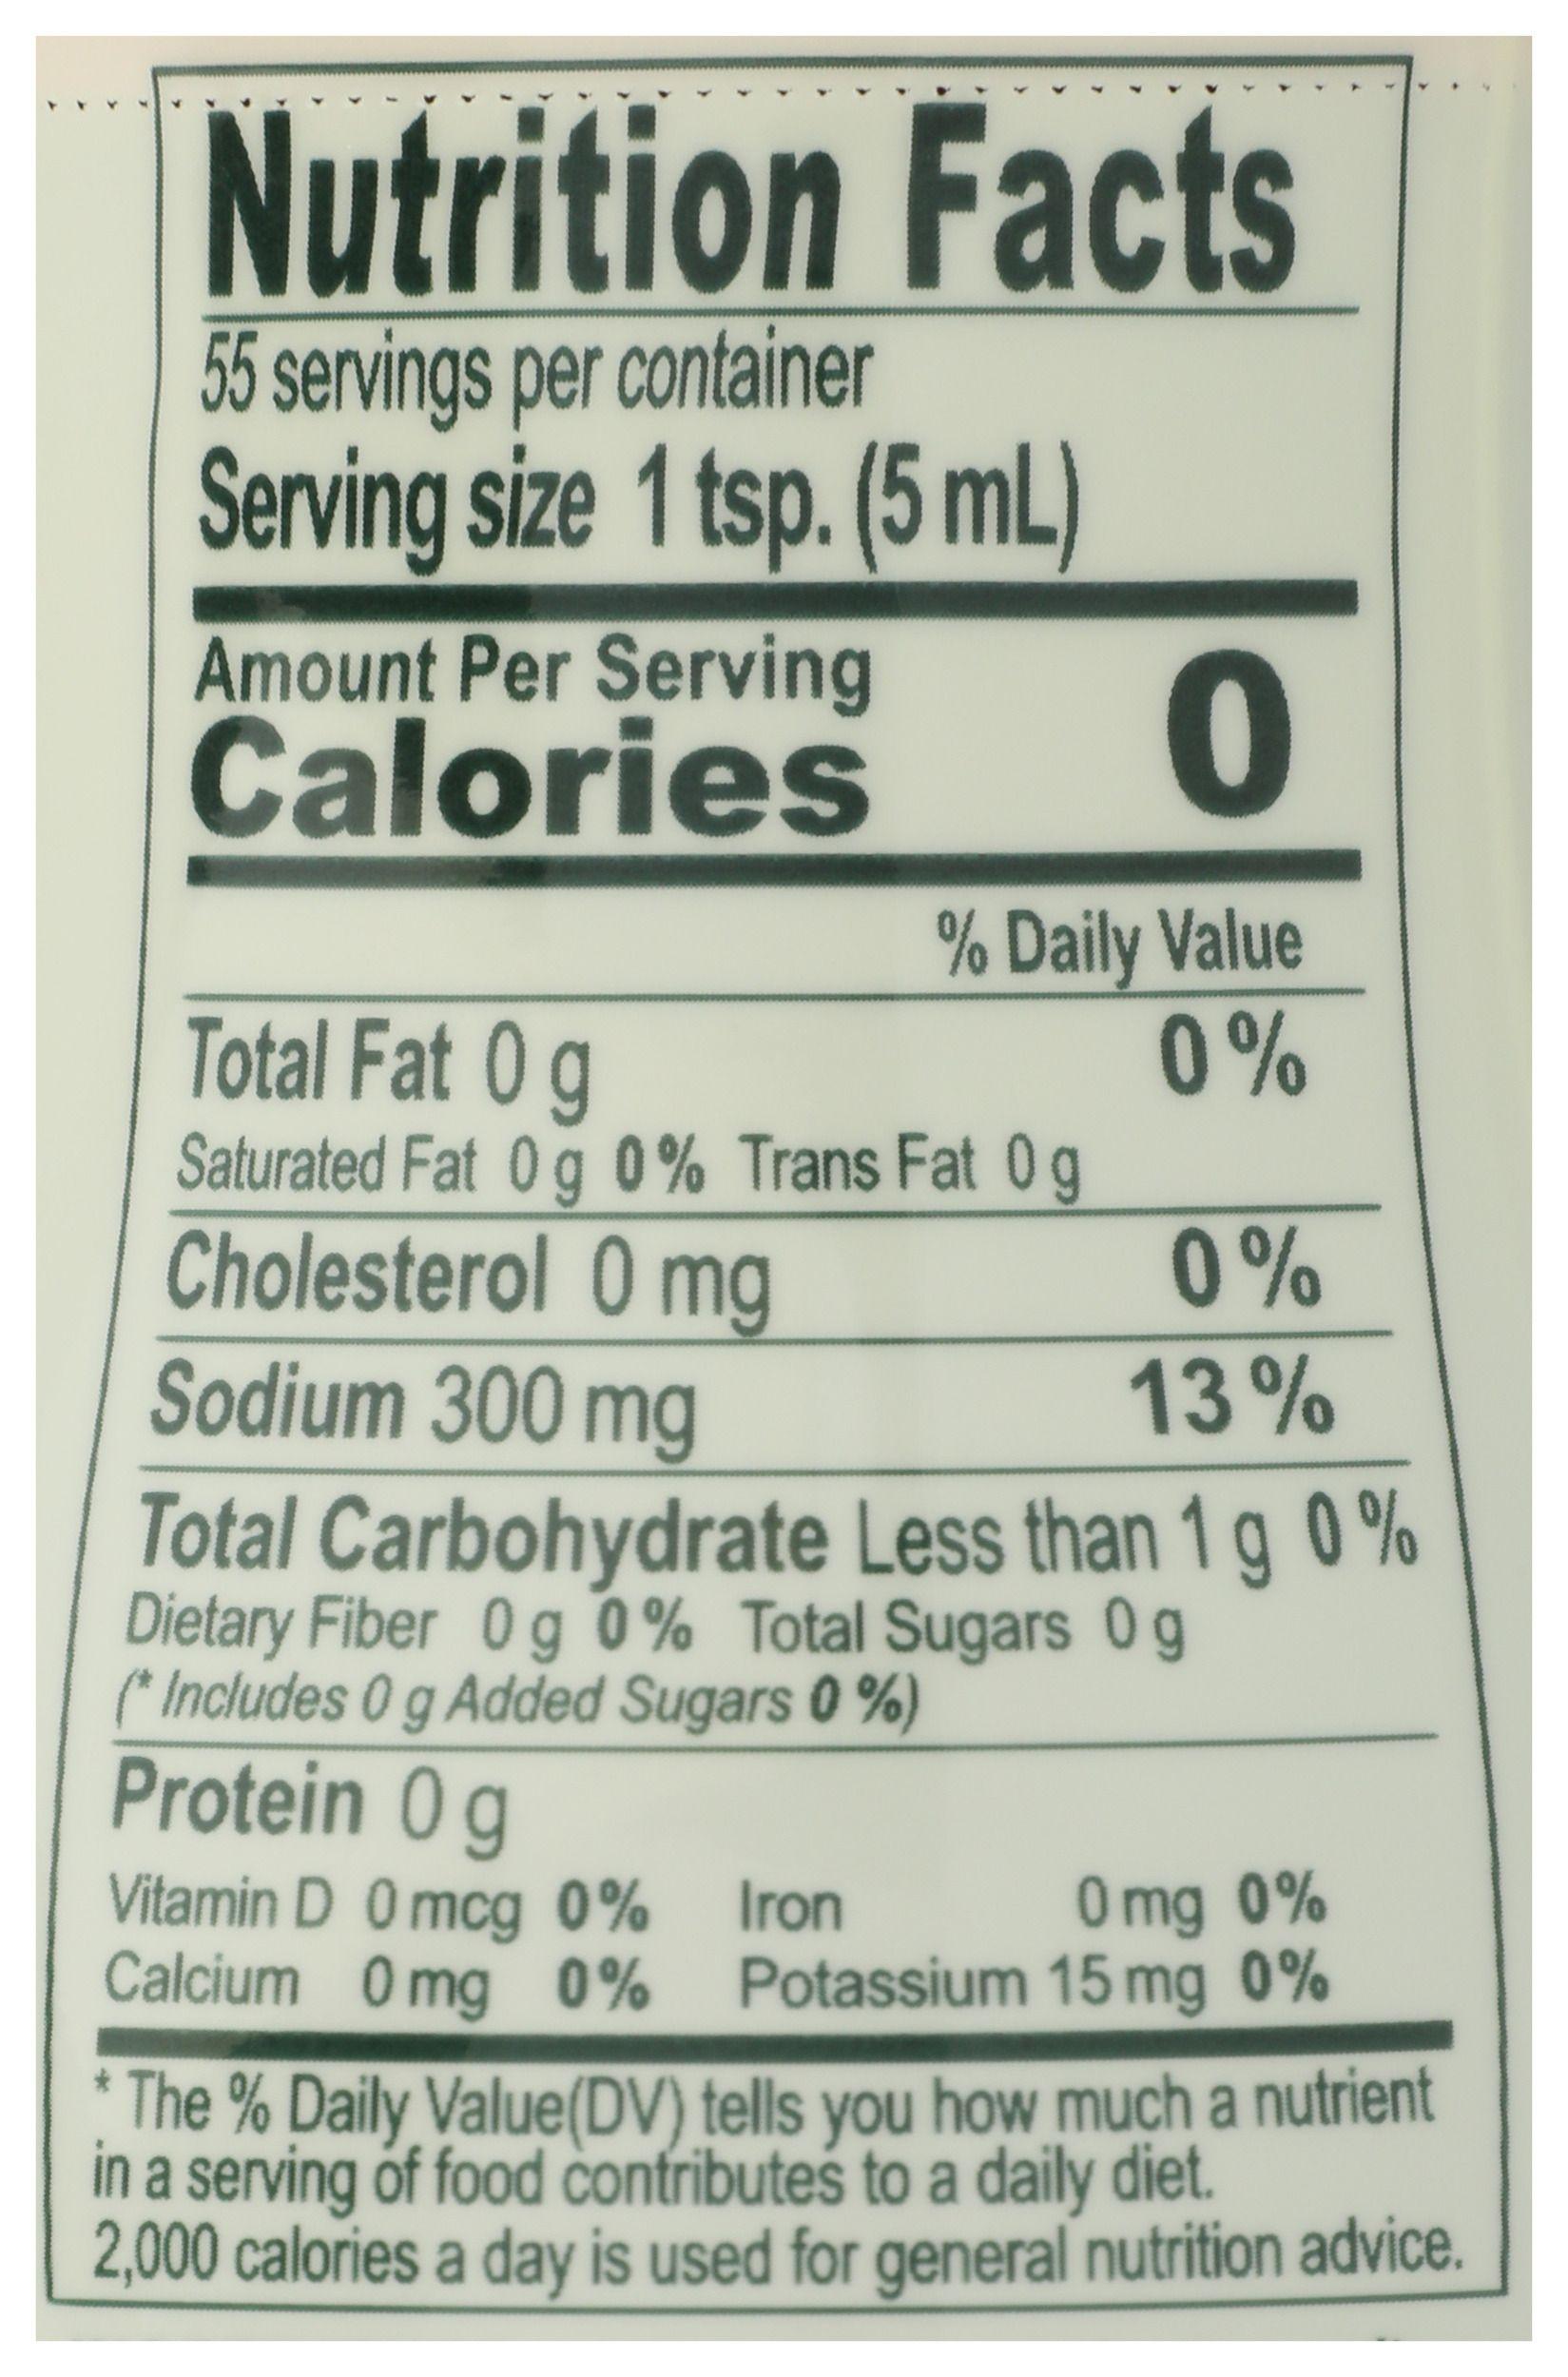 Nutrition Facts
55 servings per container
Serving size 1 tsp. (5 mL)
Amount Per Serving
Calories 0
% Daily Value
Total Fat 0 g 0 %
Saturated Fat 0 g 0 % Trans Fat 0 g
Cholesterol 0 mg 0 %
Sodium 300 mg 13 %
Total Carbohydrate Less than 1 g 0 %
Dietary Fiber 0 g 0 % Total Sugars 0 g
(* Includes 0 g Added Sugars 0 %)
Protein 0 g
Vitamin D 0 mcg 0% Iron 0 mg 0%
Calcium 0 mg 0% Potassium 15 mg 0%
* The % Daily Value(DV) tells you how much a nutrient
in a serving of food contributes to a daily diet.
2,000 calories a day is used for general nutrition advice.